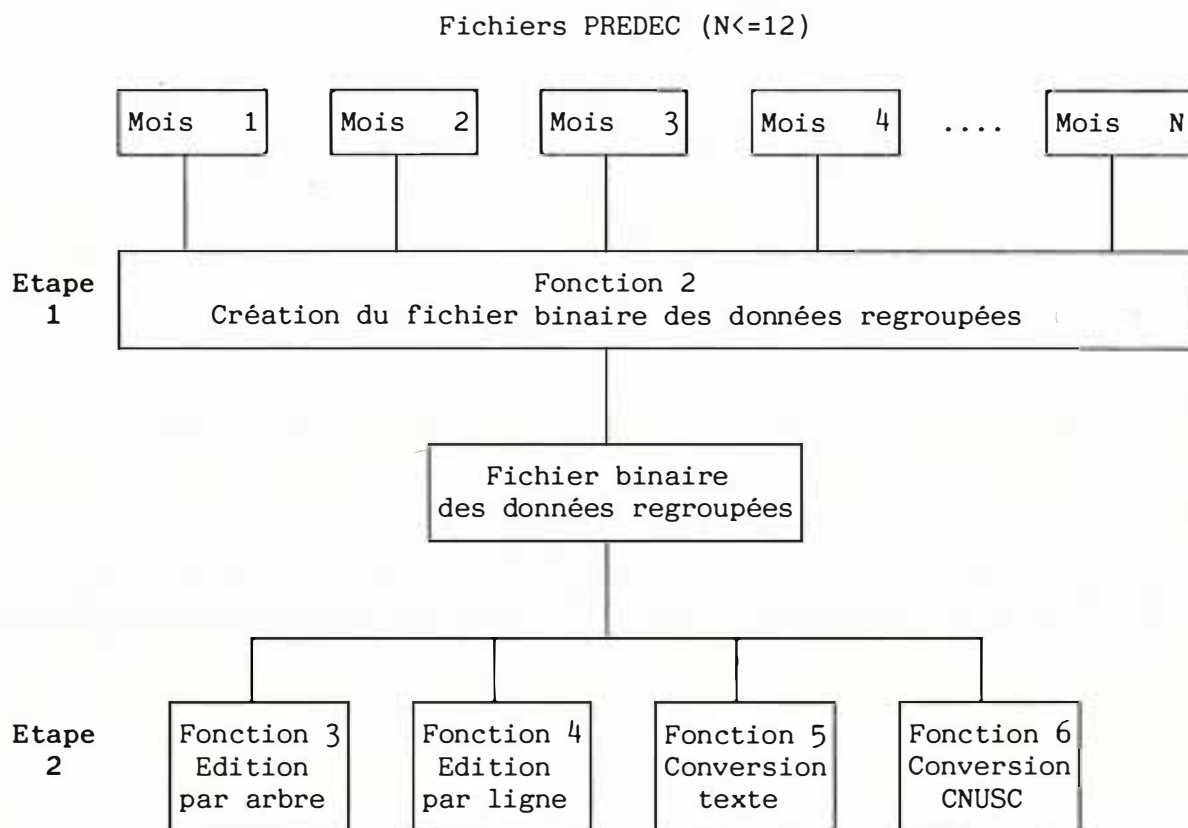 Fichiers PREDEC (N<=12)
Mois 1
Mois 2
Mois 3
Mois 4
....
Mois N
Etape
1
Fonction 2
Création du fichier binaire des données regroupées
Fichier binaire
des données regroupées
Etape
2
Fonction 3
Edition
par arbre
Fonction 4
Edition
par ligne
Fonction 5
Conversion
texte
Fonction 6
Conversion
CNUSC